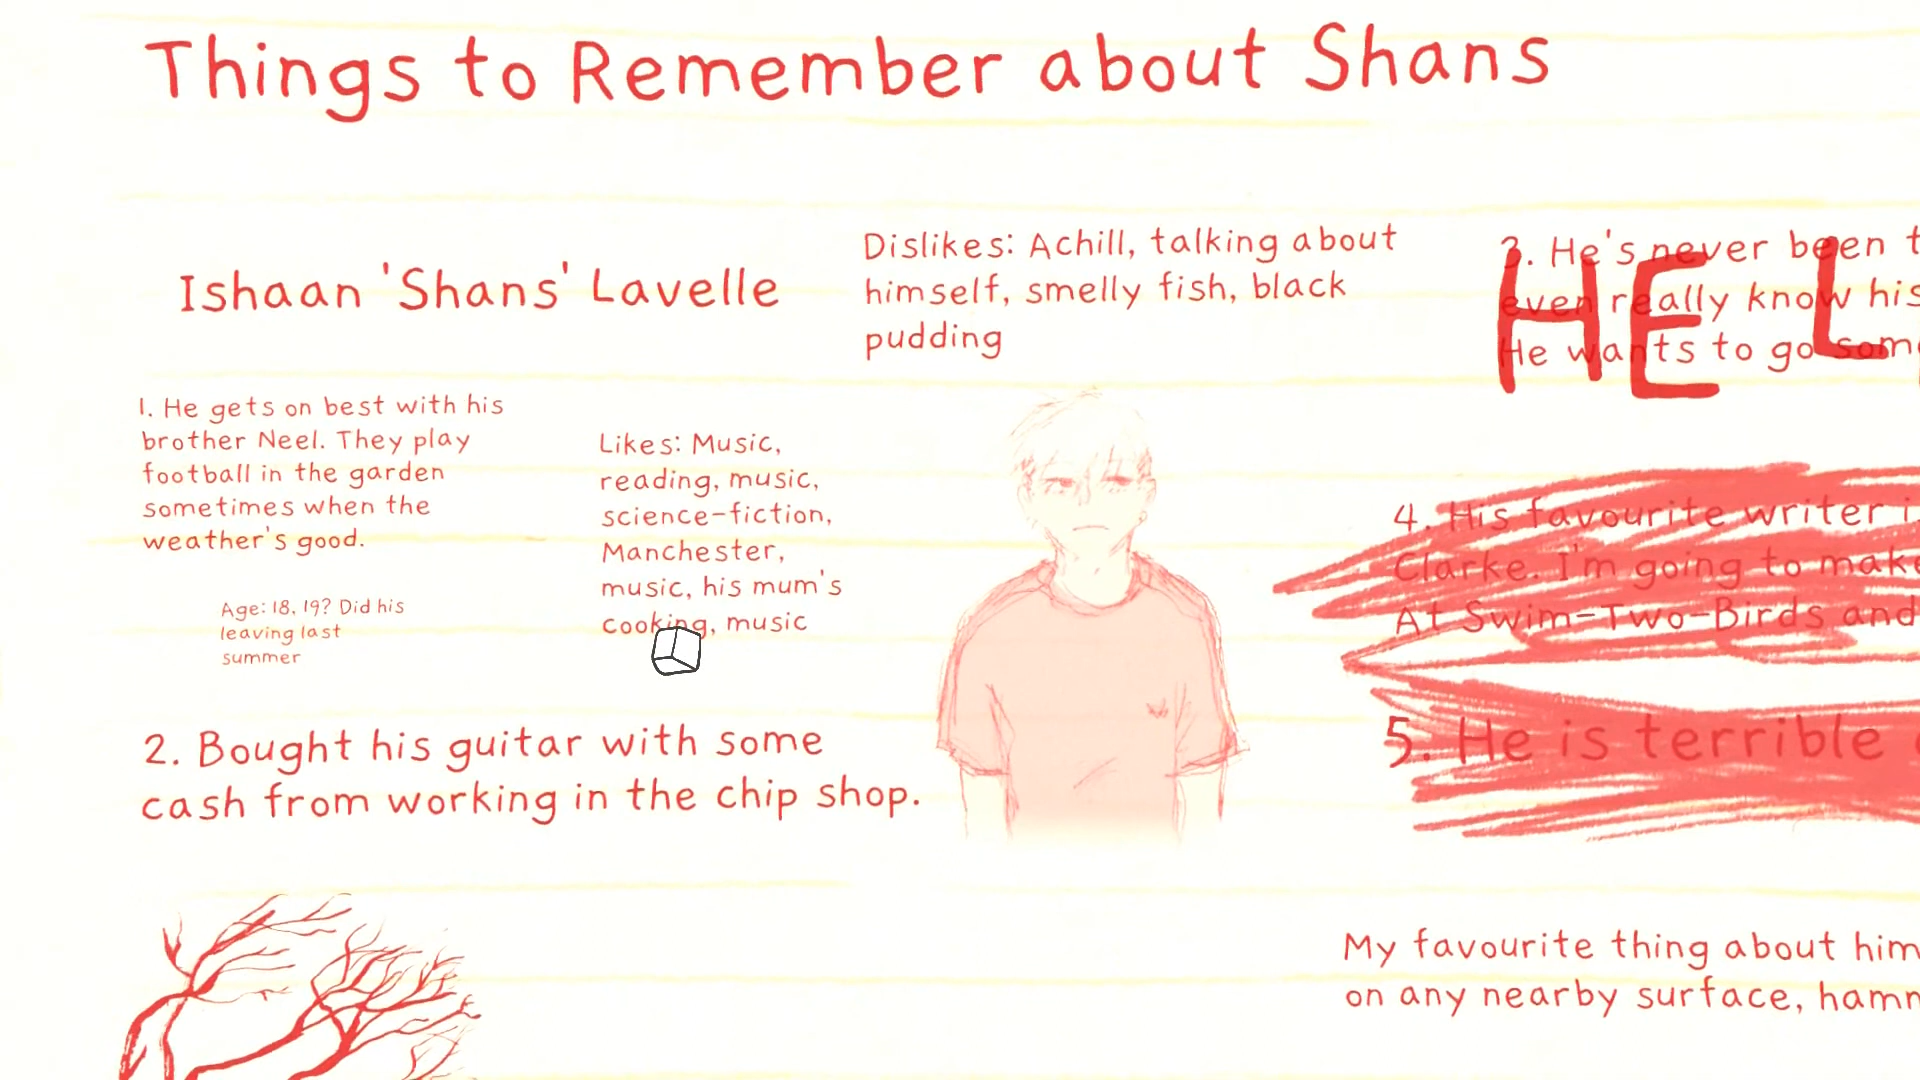 Things to Remember about Shans
Ishaan 'Shans' Lavelle
Dislikes: Achill, talking about
himself, smelly fish, black
pudding
1. He gets on best with his
brother Neel. They play
football in the garden
sometimes when the
weather's good.
Likes: Music,
reading, music,
science-fiction,
Manchester,
music, his mum's
cooking, music
Age: 18, 19? Did his
leaving last
summer
2. Bought his guitar with some
cash from working in the chip shop.
3. He's never been t
even really know his
He wants to go som
HEL
4. His favourite writer i
Clarke. I'm going to make
At Swim-Two-Birds and
5. He is terrible
My favourite thing about him
on any nearby surface, hamm